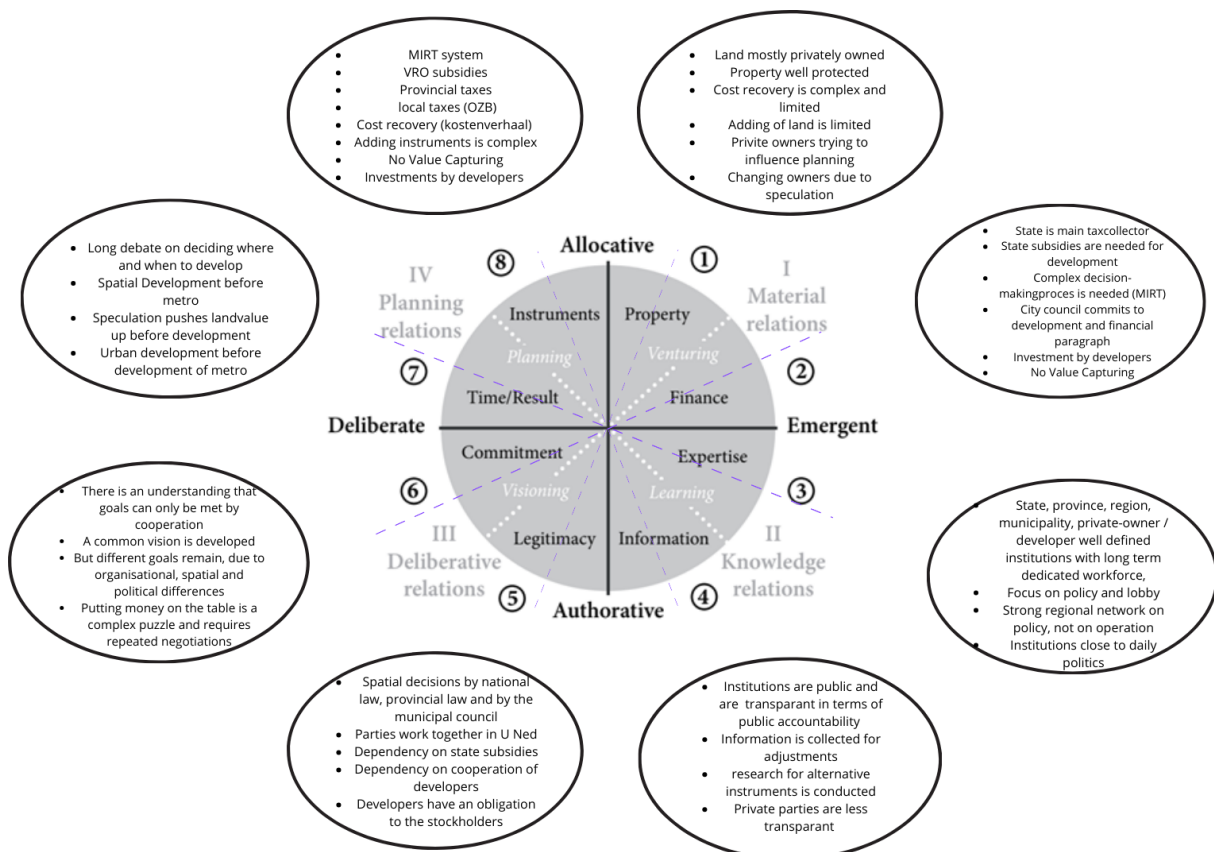 • MIRT system
• VRO subsidies
• Provincial taxes
• local taxes (OZB)
• Cost recovery (kostenverhaal)
• Adding instruments is complex
• No Value Capturing
• Investments by developers
• Land mostly privately owned
• Property well protected
• Cost recovery is complex and
limited
• Adding of land is limited
• Privite owners trying to
influence planning
• Changing owners due to
speculation
• Long debate on deciding where
and when to develop
• Spatial Development before
metro
• Speculation pushes landvalue
up before development
• Urban development before
development of metro
• State is main taxcollector
• State subsidies are needed for
development
• Complex decision-
makingproces is needed (MIRT)
• City council commits to
development and financial
paragraph
• Investment by developers
• No Value Capturing
Allocative
⑧
①
IV
Planning
relations
I
Material
relations
Instruments
Property
Planning
Venturing
⑦
②
Time/Result
Finance
Deliberate
Emergent
Commitment
Expertise
⑥
③
Visioning
Learning
III
Deliberative
relations
II
Knowledge
relations
Legitimacy
Information
⑤
④
Authorative
• There is an understanding that
goals can only be met by
cooperation
• A common vision is developed
• But different goals remain, due to
organisational, spatial and
political differences
• Putting money on the table is a
complex puzzle and requires
repeated negotiations
• State, province, region,
municipality, private-owner /
developer well defined
institutions with long term
dedicated workforce,
• Focus on policy and lobby
• Strong regional network on
policy, not on operation
• Institutions close to daily
politics
• Spatial decisions by national
law, provincial law and by the
municipal council
• Parties work together in U Ned
• Dependency on state subsidies
• Dependency on cooperation of
developers
• Developers have an obligation
to the stockholders
• Institutions are public and
are transparant in terms of
public accountability
• Information is collected for
adjustments
• research for alternative
instruments is conducted
• Private parties are less
transparant